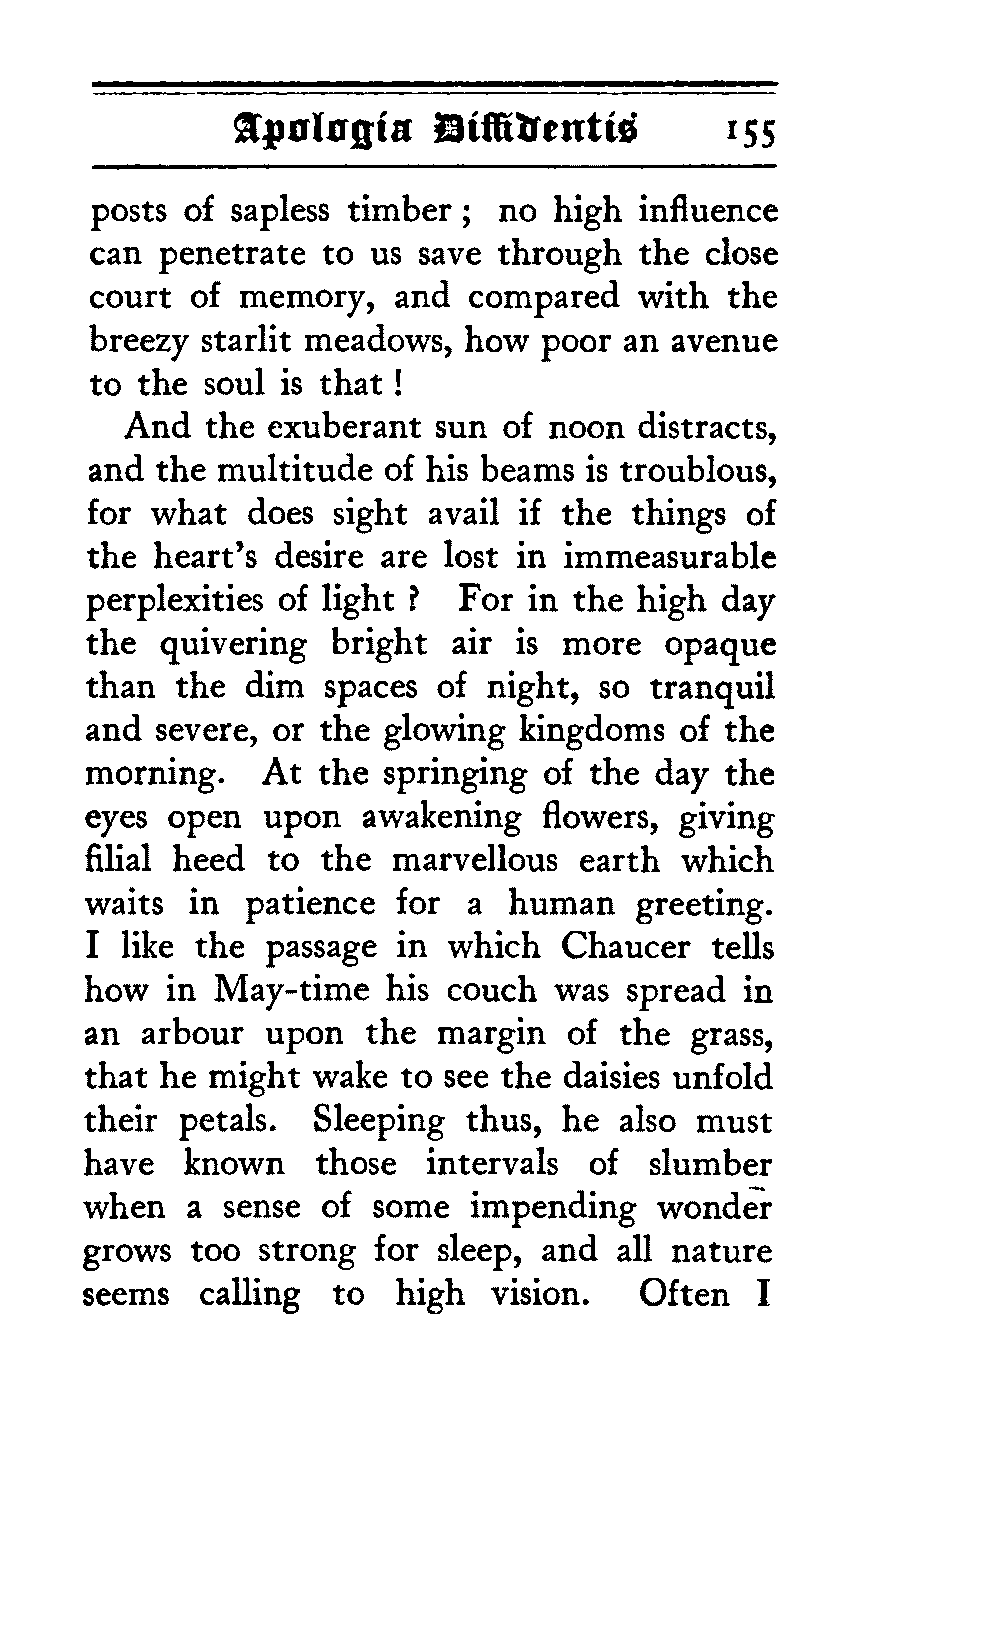 Apologia Diffidentis 155
posts of sapless timber ; no high influence
can penetrate to us save through the close
court of memory, and compared with the
breezy starlit meadows, how poor an avenue
to the soul is that !
And the exuberant sun of noon distracts,
and the multitude of his beams is troublous,
for what does sight avail if the things of
the heart's desire are lost in immeasurable
perplexities of light ? For in the high day
the quivering bright air is more opaque
than the dim spaces of night, so tranquil
and severe, or the glowing kingdoms of the
morning. At the springing of the day the
eyes open upon awakening flowers, giving
filial heed to the marvellous earth which
waits in patience for a human greeting.
I like the passage in which Chaucer tells
how in May-time his couch was spread in
an arbour upon the margin of the grass,
that he might wake to see the daisies unfold
their petals. Sleeping thus, he also must
have known those intervals of slumber
when a sense of some impending wonder
grows too strong for sleep, and all nature
seems calling to high vision. Often I